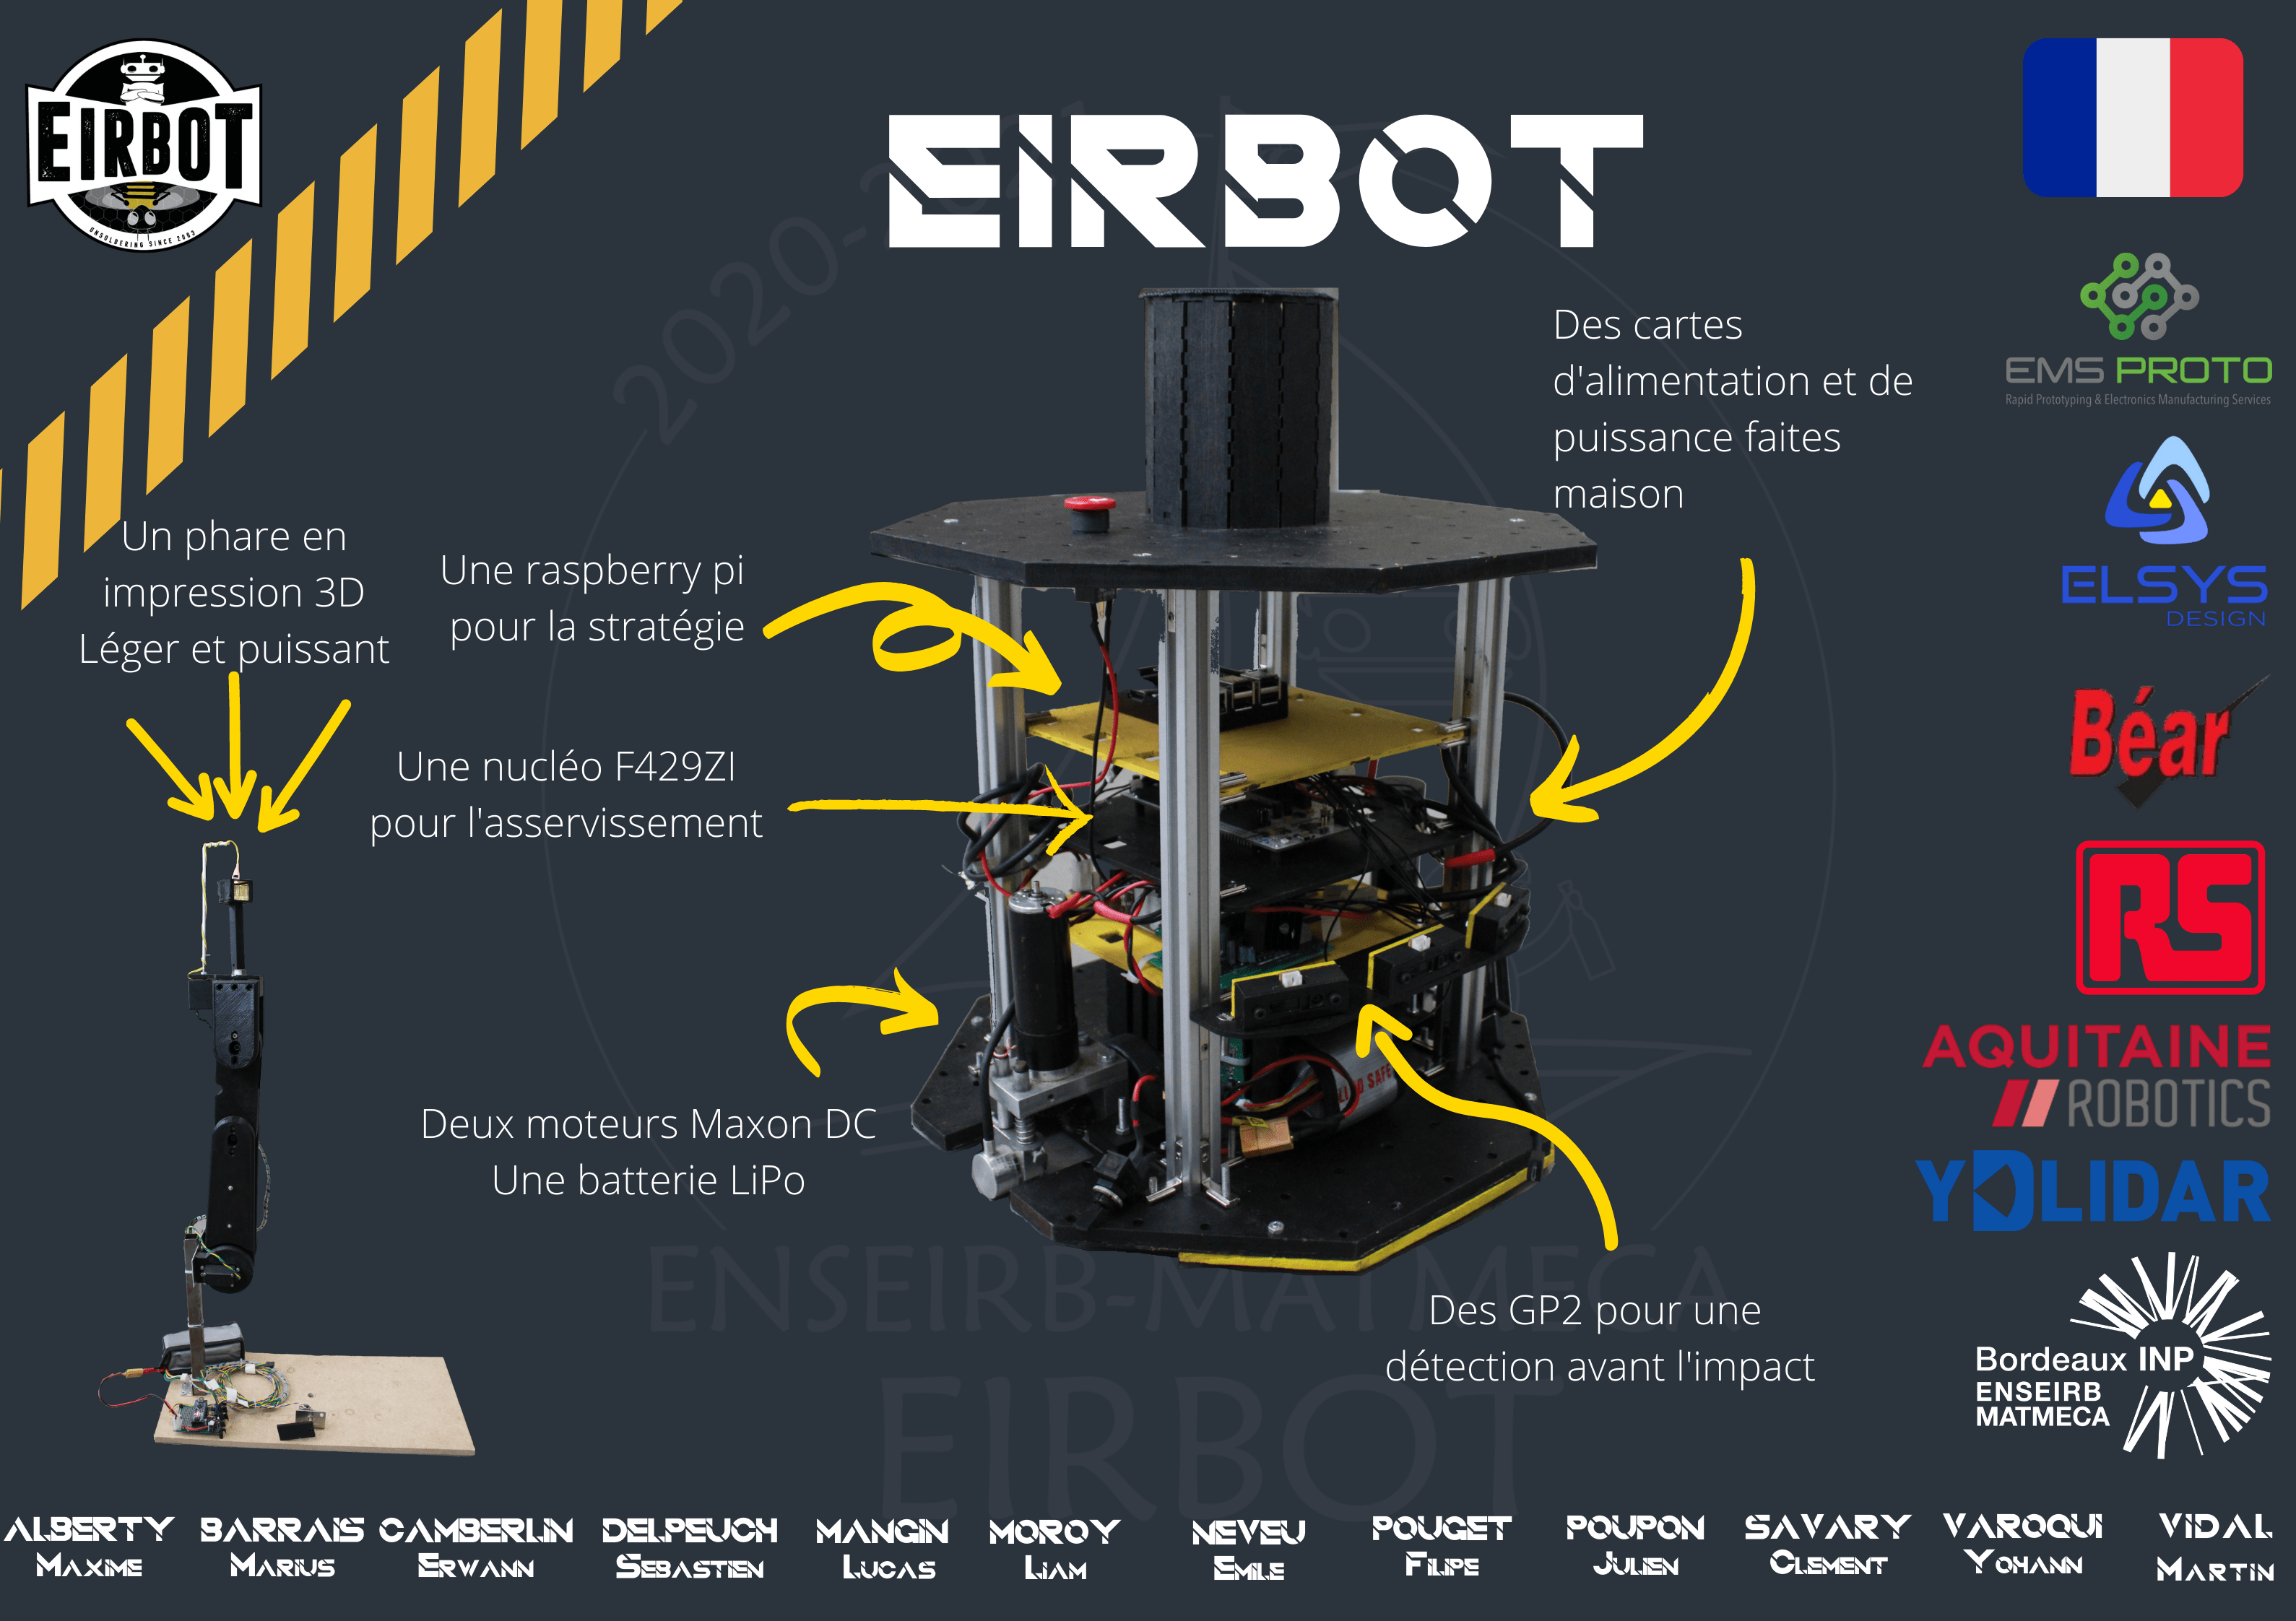 EIRBOT
UNSOLDERING SINCE 2003
EIRBOT
2020-2021
Des cartes
d'alimentation et de
puissance faites
maison
Un phare en
impression 3D
Léger et puissant
Une raspberry pi
pour la stratégie
Une nucléo F429ZI
pour l'asservissement
Deux moteurs Maxon DC
Une batterie LiPo
Des GP2 pour une
détection avant l'impact
LIPO SAFE
ENSEIRB-MATMECA
EIRBOT
EMS PROTO
Rapid Prototyping & Electronics Manufacturing Services
ELSYS
DESIGN
Béar
RS
AQUITAINE
ROBOTICS
YDLIDAR
Bordeaux INP
ENSEIRB
MATMECA
ALBERTY
MAXIME
BARRAIS
MARIUS
CAMBERLIN
ERWANN
DELPEUCH
SEBASTIEN
MANGIN
LUCAS
MOROY
LIAM
NEVEU
EMILE
POUGET
FILIPE
POUPON
JULIEN
SAVARY
CLEMENT
VAROQUI
YOHANN
VIDAL
MARTIN